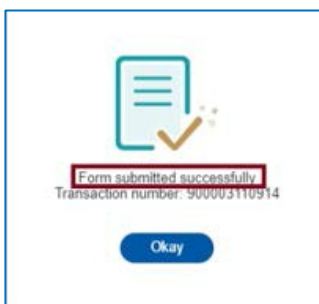 Form submitted successfully
Transaction number: 900003110914
Okay